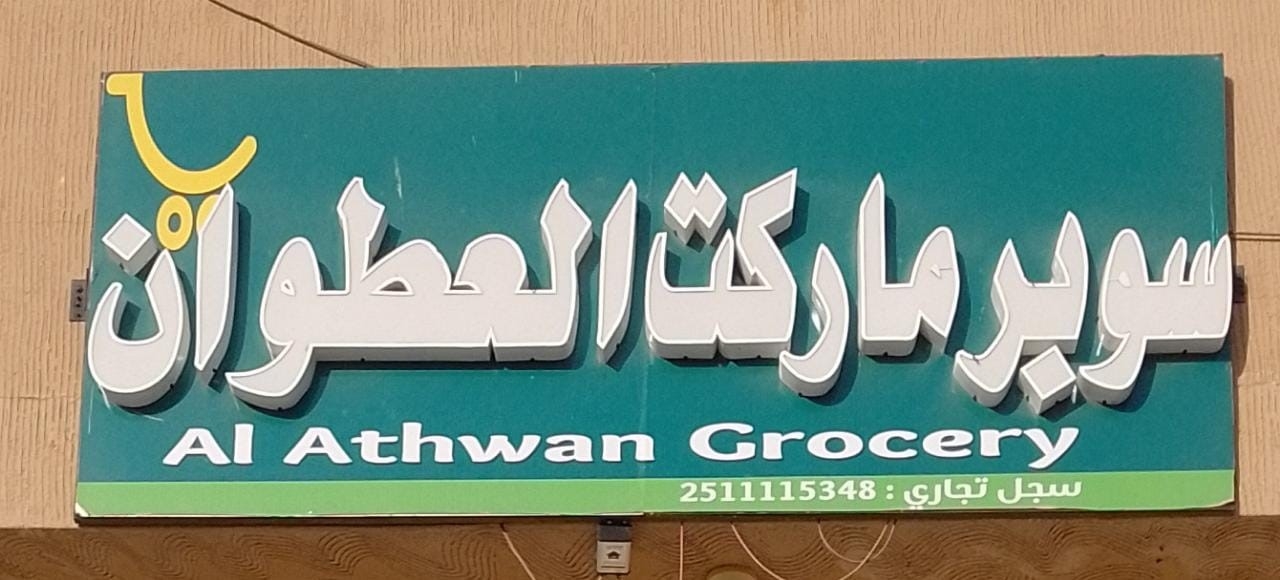 سوبر ماركت العطوان
Al Athwan Grocery
سجل تجاري : 2511115348